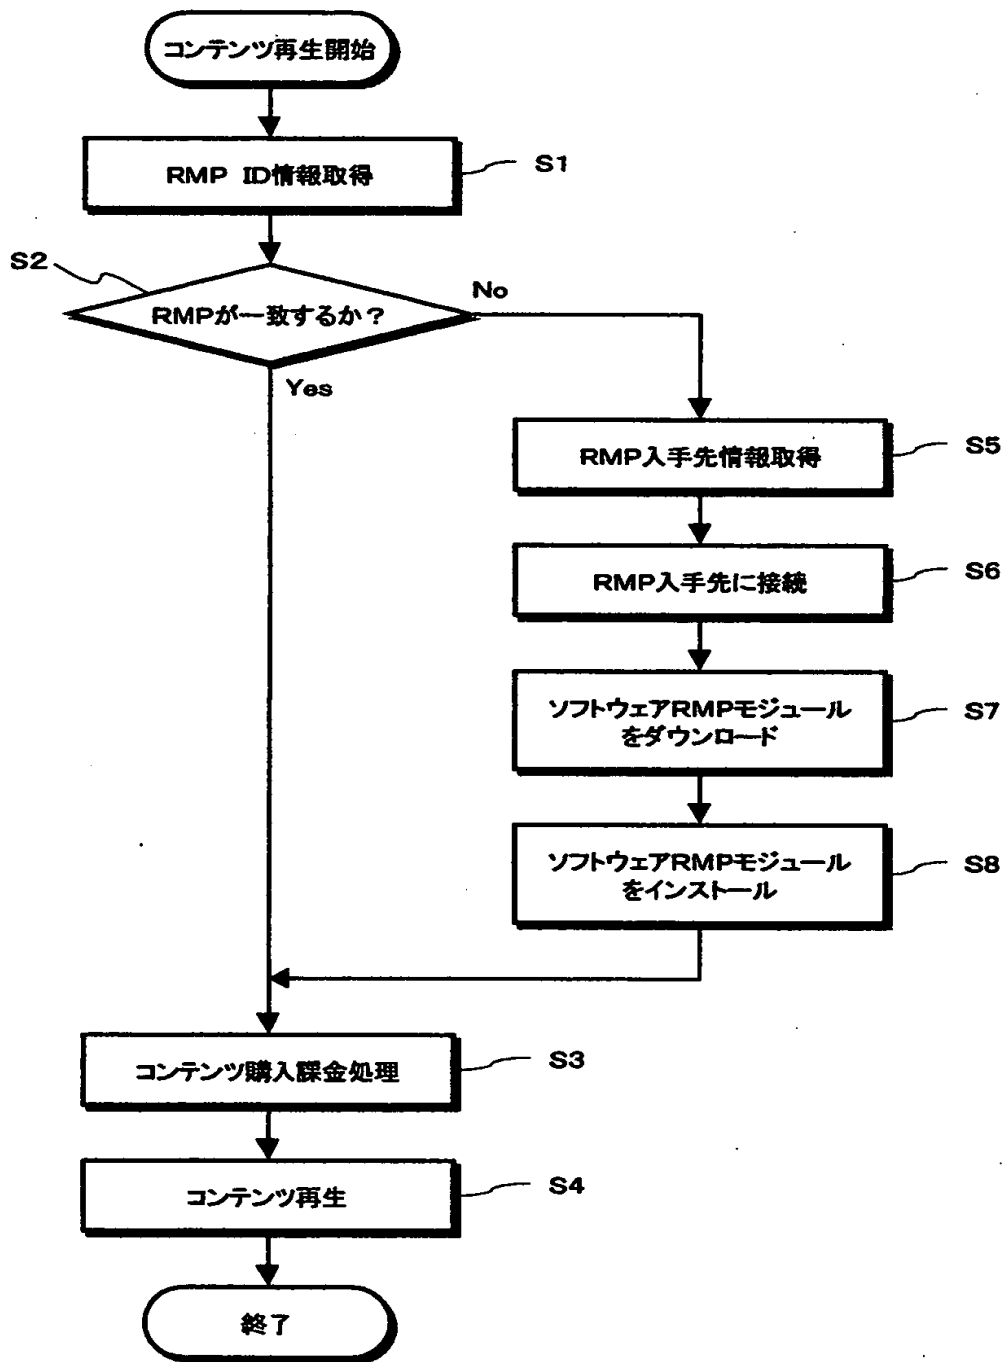 コンテンツ再生開始
RMP ID情報取得
S1
S2
RMPが一致するか？
No
Yes
RMP入手先情報取得
S5
RMP入手先に接続
S6
ソフトウェアRMPモジュール
をダウンロード
S7
ソフトウェアRMPモジュール
をインストール
S8
コンテンツ購入課金処理
S3
コンテンツ再生
S4
終了